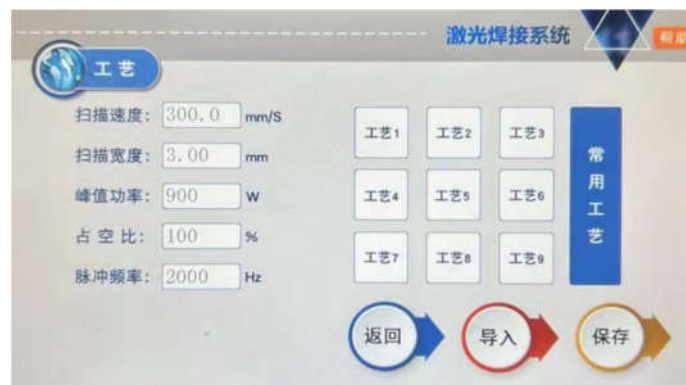 激光焊接系统
帮助
工艺
扫描速度: 300.0 mm/S
扫描宽度: 3.00 mm
峰值功率: 900 W
占空比: 100 %
脉冲频率: 2000 Hz
工艺1 工艺2 工艺3
工艺4 工艺5 工艺6
工艺7 工艺8 工艺9
常用工艺
返回 导入 保存